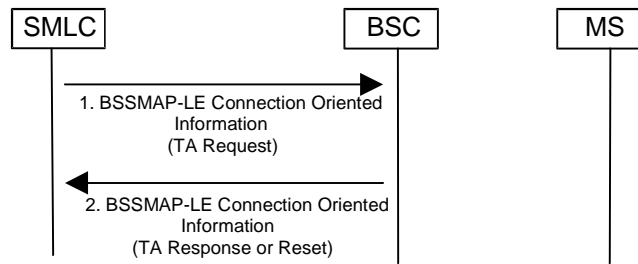 SMLC
BSC
MS
1. BSSMAP-LE Connection Oriented
Information
(TA Request)
2. BSSMAP-LE Connection Oriented
Information
(TA Response or Reset)